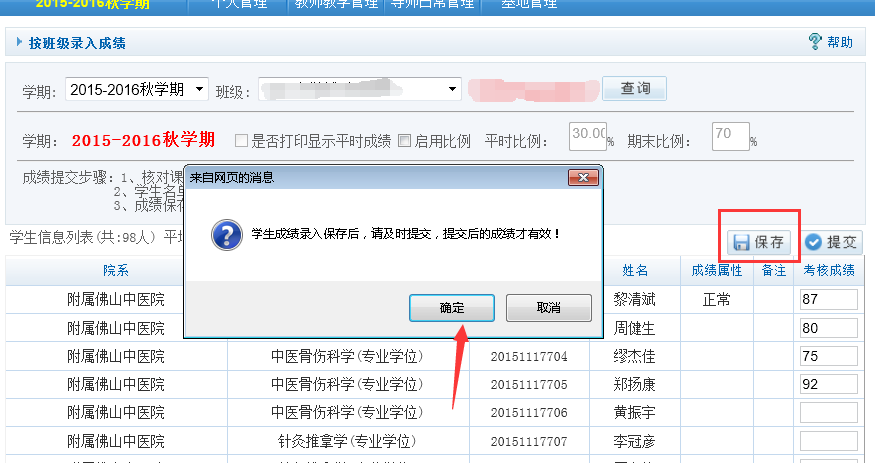 2015-2016秋学期 个人管理 教师教学管理 导师日常管理 基地管理
按班级录入成绩 帮助
学期: 2015-2016秋学期 班级: 查询
学期: 2015-2016秋学期 是否打印显示平时成绩 启用比例 平时比例: 30.00 % 期末比例: 70 %
来自网页的消息
成绩提交步骤: 1、核对课
2、学生名单
3、成绩保存
学生成绩录入保存后，请及时提交，提交后的成绩才有效！
确定 取消
学生信息列表(共:98人) 平 保存 提交
院系 姓名 成绩属性 备注 考核成绩
附属佛山中医院 黎清斌 正常 87
附属佛山中医院 周健生 80
附属佛山中医院 中医骨伤科学(专业学位) 20151117704 缪杰佳 75
附属佛山中医院 中医骨伤科学(专业学位) 20151117705 郑扬康 92
附属佛山中医院 中医骨伤科学(专业学位) 20151117706 黄振宇
附属佛山中医院 针灸推拿学(专业学位) 20151117707 李冠彦